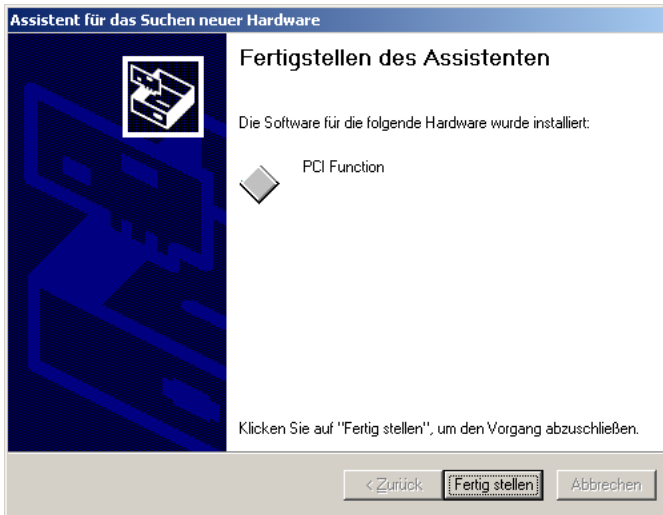 Assistent für das Suchen neuer Hardware
Fertigstellen des Assistenten
Die Software für die folgende Hardware wurde installiert:
PCI Function
Klicken Sie auf "Fertig stellen", um den Vorgang abzuschließen.
< Zurück Fertig stellen Abbrechen